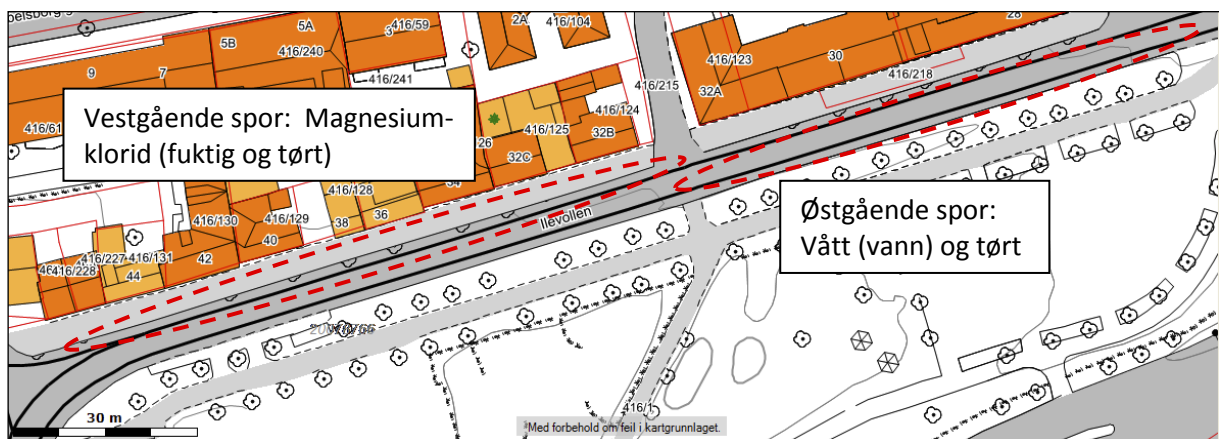 5A
5B
416/240
416/59
2A
416/104
28
9
7
416/241
416/123
30
416/218
416/215
32A
416/61
Vestgående spor: Magnesium-
klorid (fuktig og tørt)
416/124
416/125
32B
32C
416/128
38
36
Ilevollen
Østgående spor:
Vått (vann) og tørt
416/130
416/129
40
416/227
416/131
416/228
42
44
30 m
416/1
Med forbehold om feil i kartgrunnlaget.